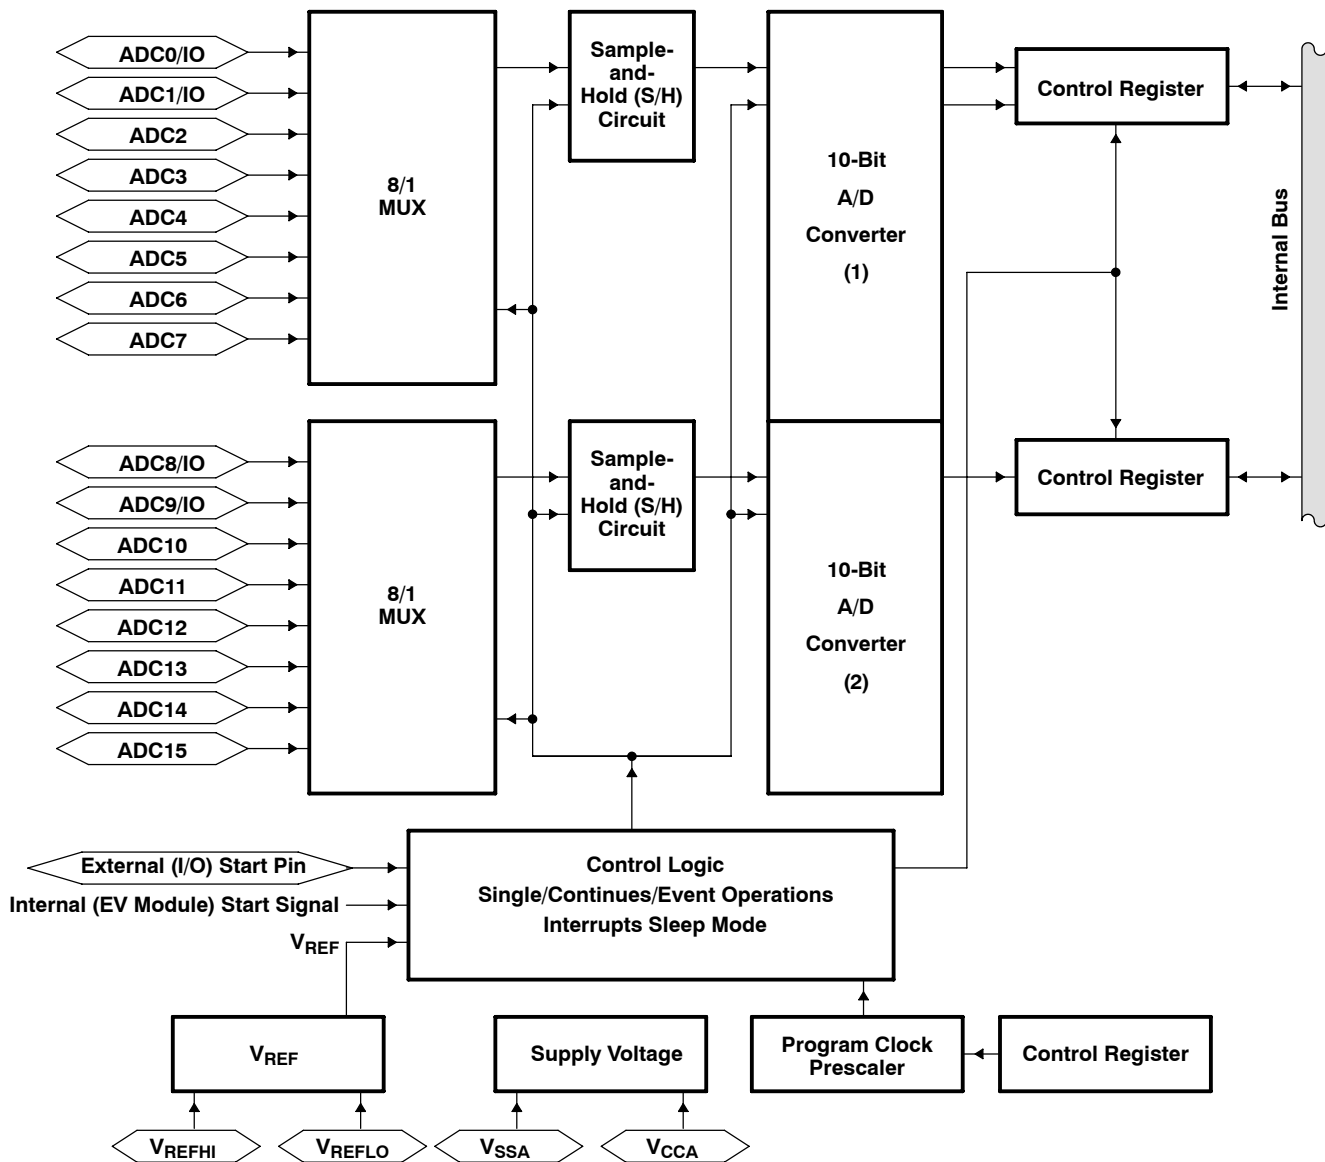 ADC0/IO
ADC1/IO
ADC2
ADC3
ADC4
ADC5
ADC6
ADC7
8/1
MUX
Sample-
and-
Hold (S/H)
Circuit
10-Bit
A/D
Converter
(1)
Control Register
Internal Bus
ADC8/IO
ADC9/IO
ADC10
ADC11
ADC12
ADC13
ADC14
ADC15
8/1
MUX
Sample-
and-
Hold (S/H)
Circuit
10-Bit
A/D
Converter
(2)
Control Register
External (I/O) Start Pin
Internal (EV Module) Start Signal
VREF
Control Logic
Single/Continues/Event Operations
Interrupts Sleep Mode
VREF
Supply Voltage
Program Clock
Prescaler
Control Register
VREFHI
VREFLO
VSSA
VCCA